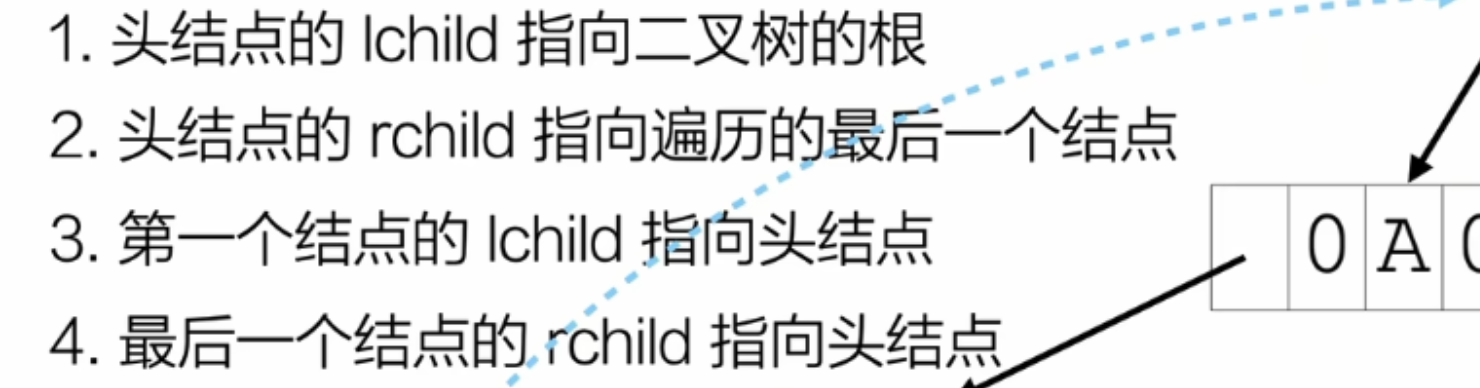 1. 头结点的 lchild 指向二叉树的根
2. 头结点的 rchild 指向遍历的最后一个结点
3. 第一个结点的 lchild 指向头结点
0 A 0
4. 最后一个结点的 rchild 指向头结点